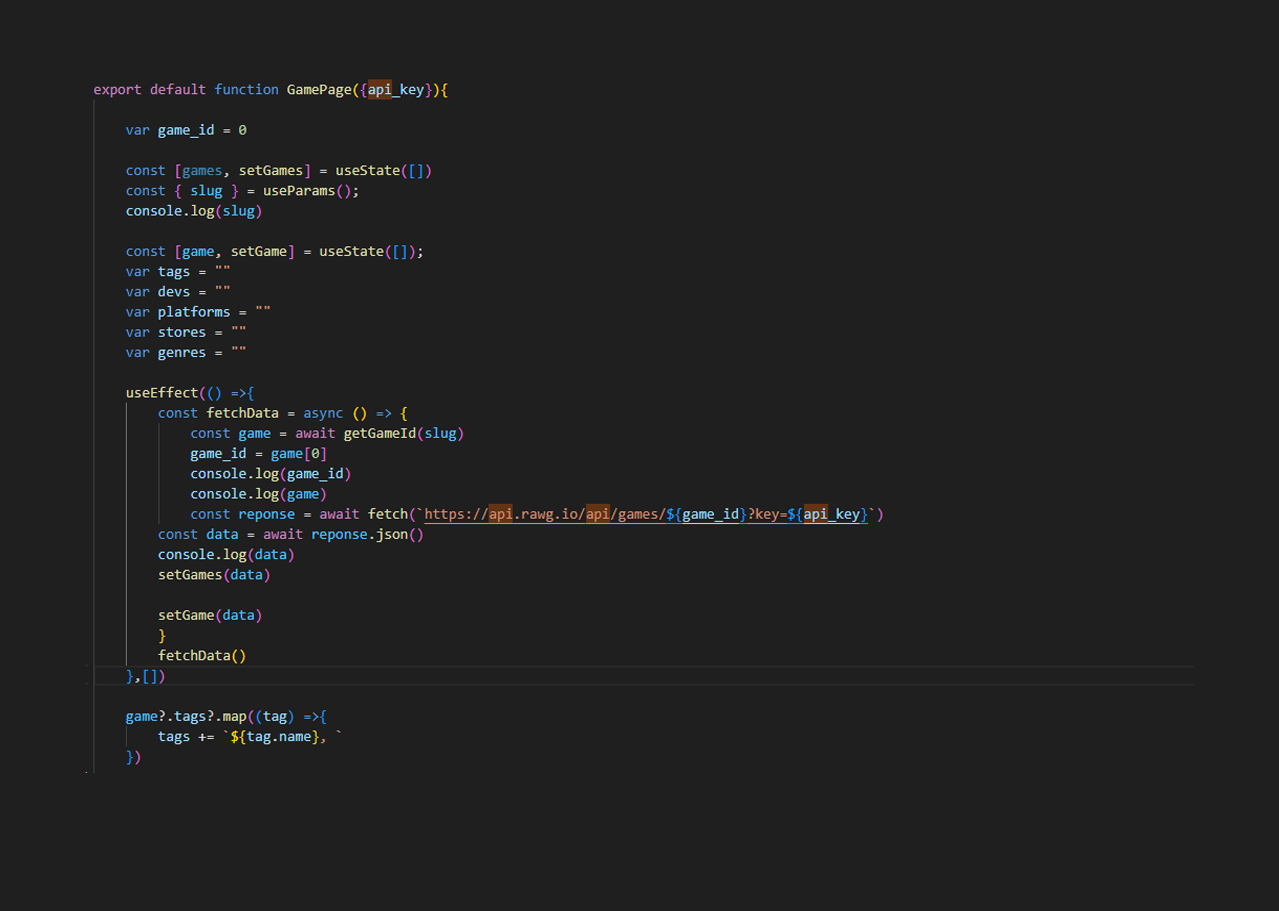 export default function GamePage({api_key}){
var game_id = 0
const [games, setGames] = useState([])
const { slug } = useParams();
console.log(slug)
const [game, setGame] = useState([]);
var tags = ""
var devs = ""
var platforms = ""
var stores = ""
var genres = ""
useEffect(() =>{
const fetchData = async () => {
const game = await getGameId(slug)
game_id = game[0]
console.log(game_id)
console.log(game)
const reponse = await fetch(`https://api.rawg.io/api/games/${game_id}?key=${api_key}`)
const data = await reponse.json()
console.log(data)
setGames(data)
setGame(data)
}
fetchData()
},[])
game?.tags?.map((tag) =>{
tags += `${tag.name}, `
})